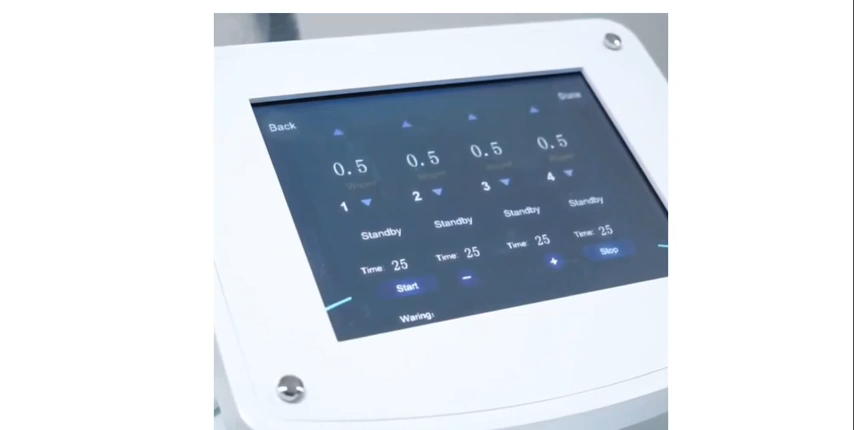 Back
0.5 0.5 0.5 0.5
1 2 3 4
Standby Standby Standby Standby
Time: 25 Time: 25 Time: 25 Time: 25
Start − + Stop
Waring: